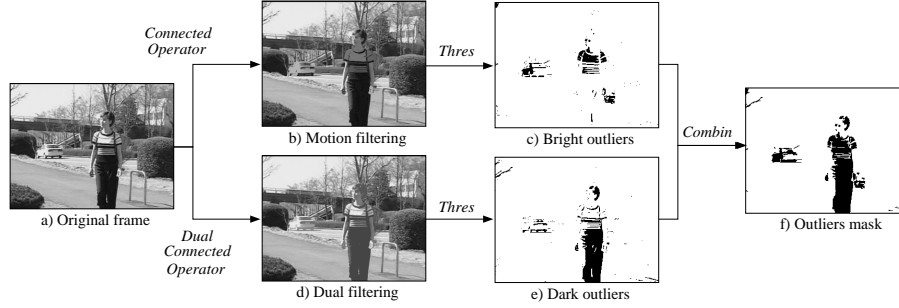 Connected
Operator
Thres
b) Motion filtering
c) Bright outliers
Combin
a) Original frame
f) Outliers mask
Dual
Connected
Operator
Thres
d) Dual filtering
e) Dark outliers